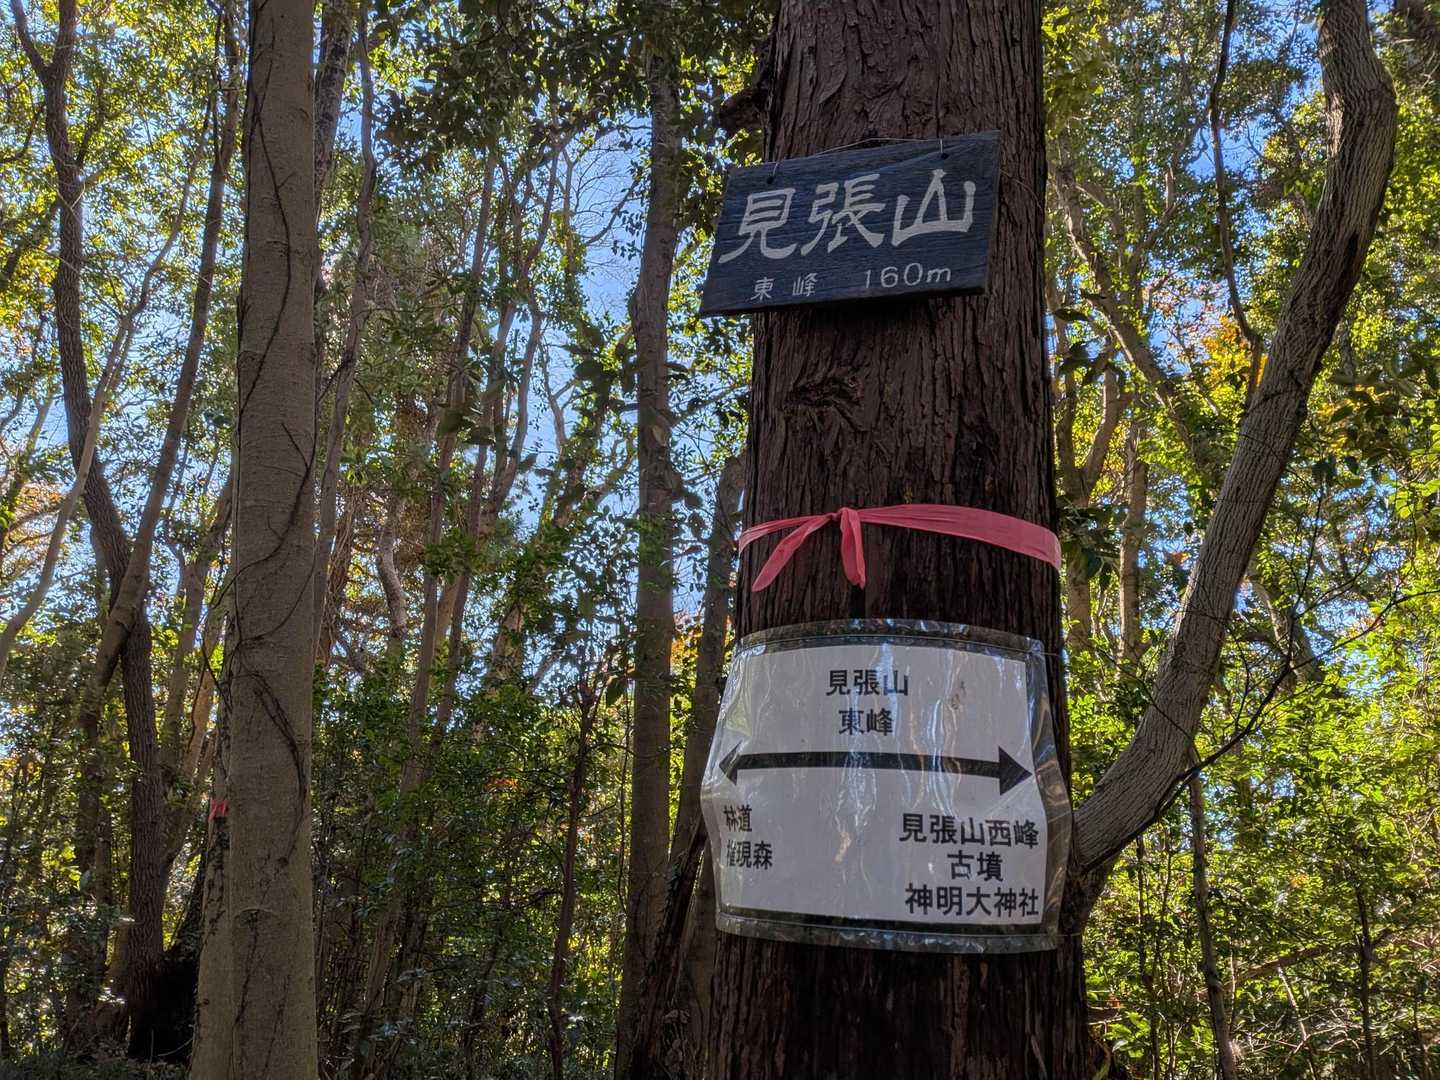 見張山
東峰 160m
見張山
東峰
林道
権現森
見張山西峰
古墳
神明大神社